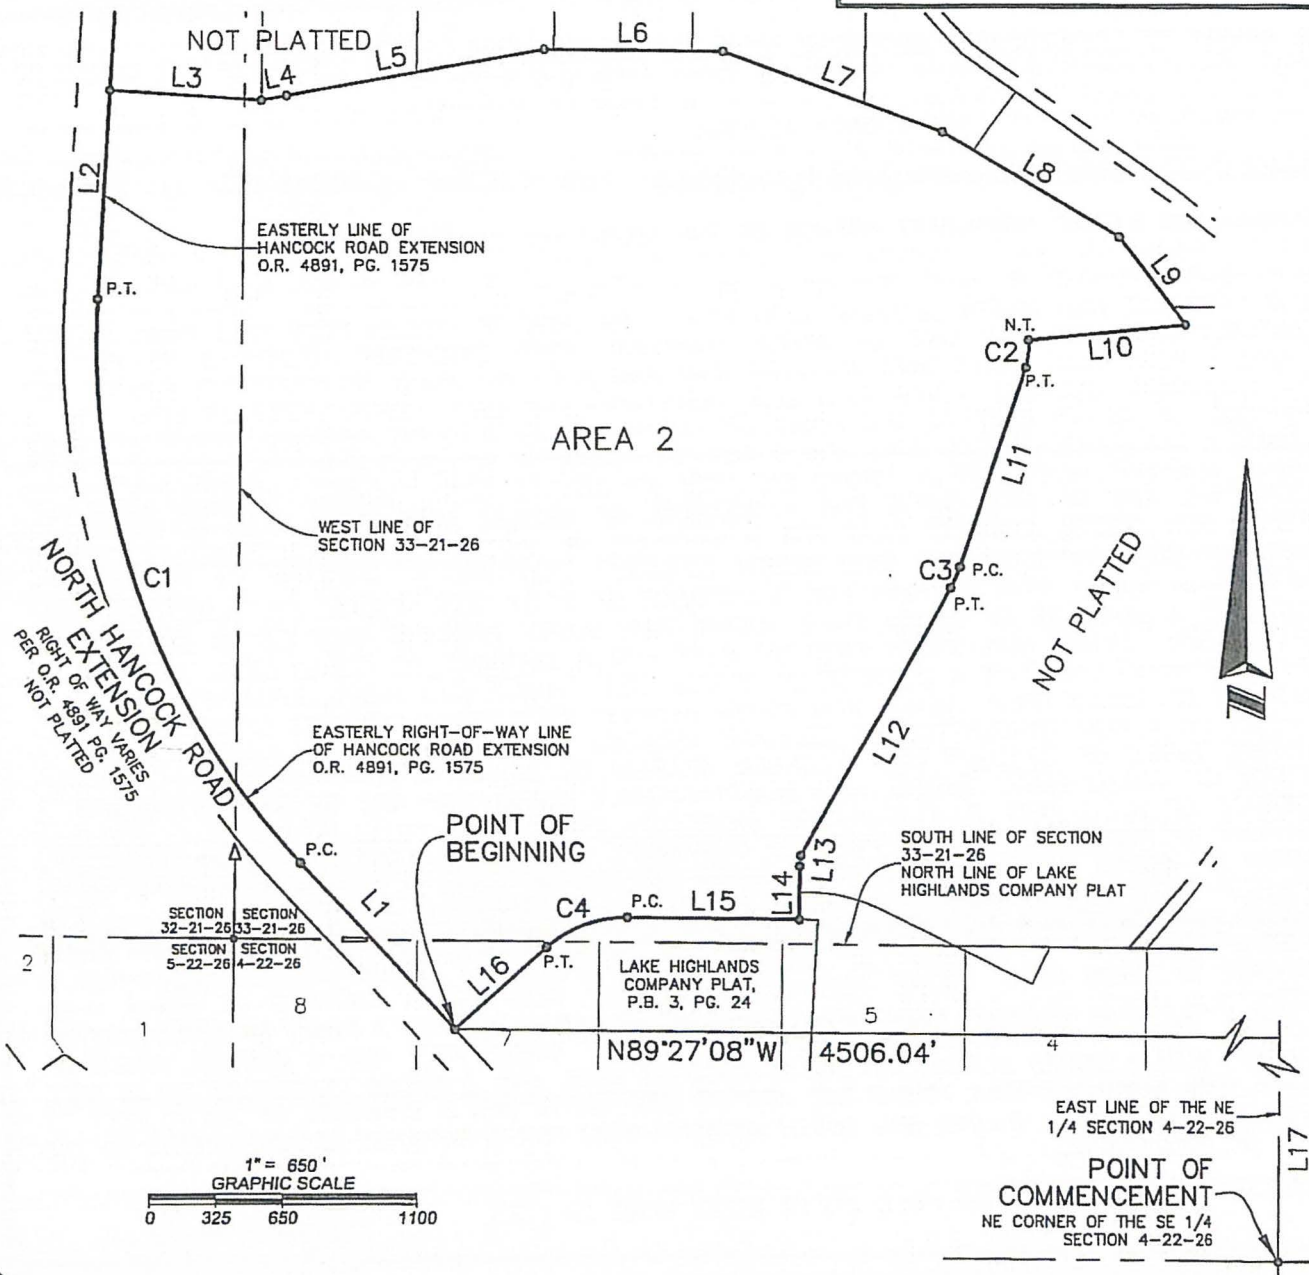 NOT PLATTED
L3
L4
L5
L6
L7
L8
L9
L2
EASTERLY LINE OF
HANCOCK ROAD EXTENSION
O.R. 4891, PG. 1575
P.T.
N.T.
C2
L10
P.T.
AREA 2
L11
WEST LINE OF
SECTION 33-21-26
NOT PLATTED
C1
C3
P.C.
P.T.
NORTH HANCOCK ROAD
EXTENSION
RIGHT OF WAY VARIES
PER O.R. 4891 PG. 1575
NOT PLATTED
N
EASTERLY RIGHT-OF-WAY LINE
OF HANCOCK ROAD EXTENSION
O.R. 4891, PG. 1575
L12
POINT OF
BEGINNING
P.C.
SOUTH LINE OF SECTION
33-21-26
NORTH LINE OF LAKE
HIGHLANDS COMPANY PLAT
L13
L14
L1
C4
P.C.
L15
SECTION
32-21-26
SECTION
33-21-26
SECTION
5-22-26
SECTION
4-22-26
P.T.
L16
LAKE HIGHLANDS
COMPANY PLAT,
P.B. 3, PG. 24
2
1
8
7
5
4
N89°27'08"W 4506.04'
EAST LINE OF THE NE
1/4 SECTION 4-22-26
L17
POINT OF
COMMENCEMENT
NE CORNER OF THE SE 1/4
SECTION 4-22-26
1" = 650'
GRAPHIC SCALE
0 325 650 1100